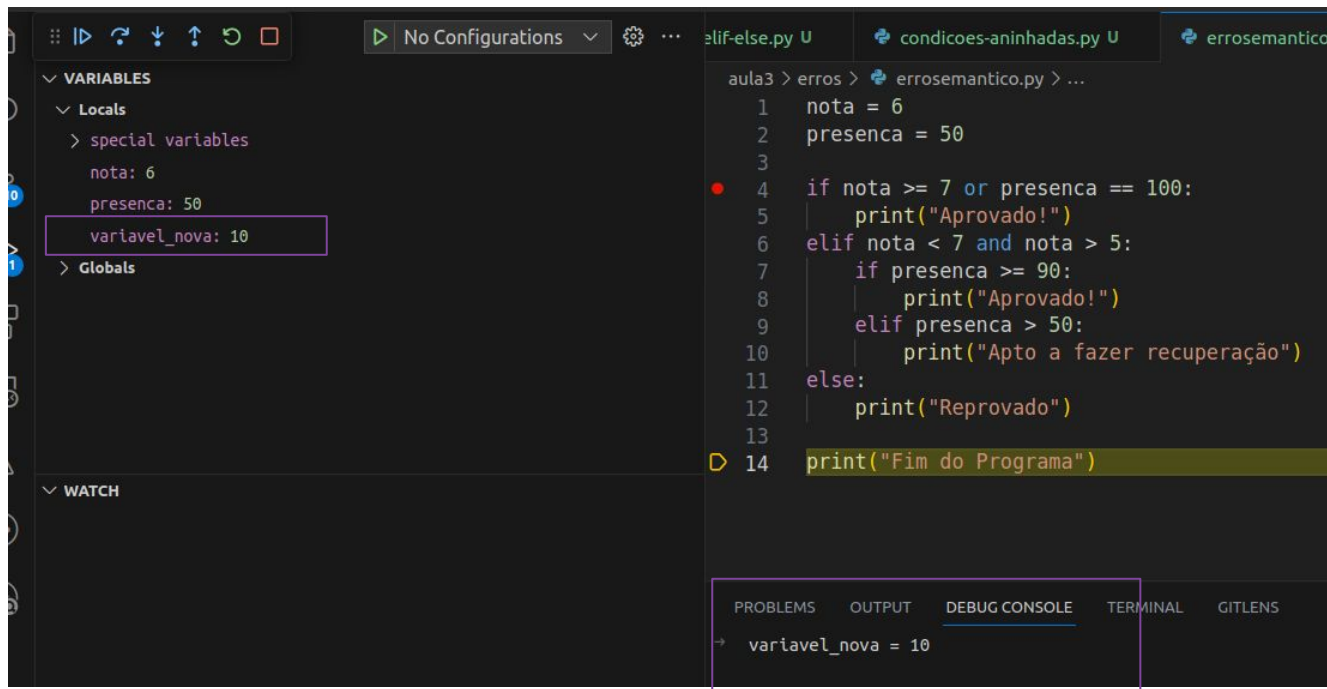 No Configurations
elif-else.py U condicoes-aninhadas.py U errosemantico
VARIABLES
Locals
special variables
nota: 6
presenca: 50
variavel_nova: 10
Globals
WATCH
aula3 > erros > errosemantico.py > ...
1 nota = 6
2 presenca = 50
3
4 if nota >= 7 or presenca == 100:
5 print("Aprovado!")
6 elif nota < 7 and nota > 5:
7 if presenca >= 90:
8 print("Aprovado!")
9 elif presenca > 50:
10 print("Apto a fazer recuperação")
11 else:
12 print("Reprovado")
13
14 print("Fim do Programa")
PROBLEMS OUTPUT DEBUG CONSOLE TERMINAL GITLENS
variavel_nova = 10